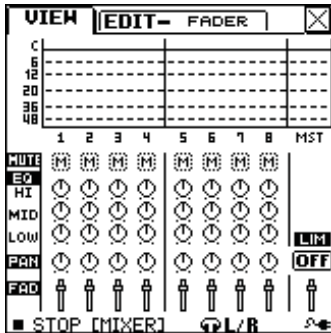 VIEW EDIT- FADER
C
6
12
20
36
48
1 2 3 4 5 6 7 8 MST
MUTE M M M M M M M M
EQ
HI
MID
LOW LIM
PAN OFF
FAD
STOP [MIXER] L/R